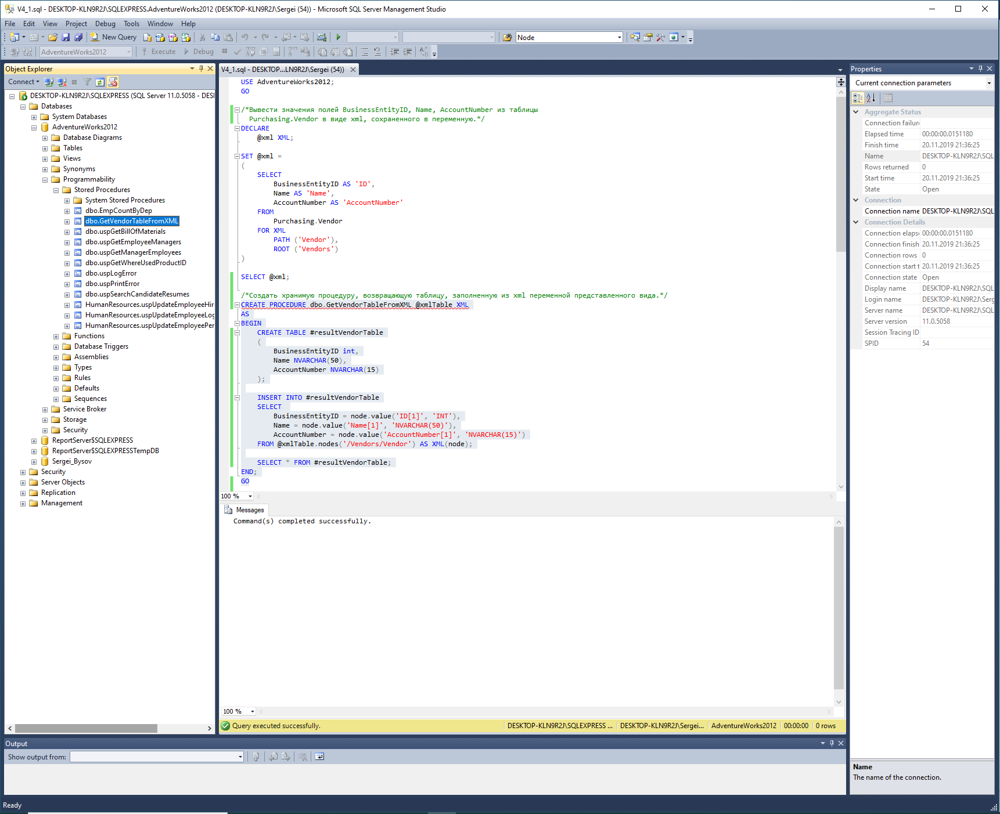 V4_1.sql - DESKTOP-KLN9R2J\SQLEXPRESS.AdventureWorks2012 (DESKTOP-KLN9R2J\Sergei (54)) - Microsoft SQL Server Management Studio
File Edit View Project Debug Tools Window Help
New Query
Node
AdventureWorks2012 Execute Debug
Object Explorer
Connect
DESKTOP-KLN9R2J\SQLEXPRESS (SQL Server 11.0.5058 - DESI
Databases
System Databases
AdventureWorks2012
Database Diagrams
Tables
Views
Synonyms
Programmability
Stored Procedures
System Stored Procedures
dbo.EmpCountByDep
dbo.GetVendorTableFromXML
dbo.uspGetBillOfMaterials
dbo.uspGetEmployeeManagers
dbo.uspGetManagerEmployees
dbo.uspGetWhereUsedProductID
dbo.uspLogError
dbo.uspPrintError
dbo.uspSearchCandidateResumes
HumanResources.uspUpdateEmployeeHir
HumanResources.uspUpdateEmployeeLog
HumanResources.uspUpdateEmployeePer
Functions
Database Triggers
Assemblies
Types
Rules
Defaults
Sequences
Service Broker
Storage
Security
ReportServer$SQLEXPRESS
ReportServer$SQLEXPRESSTempDB
Sergei_Bysov
Security
Server Objects
Replication
Management
V4_1.sql - DESKTOP...LN9R2J\Sergei (54))
USE AdventureWorks2012;
GO
/*Вывести значения полей BusinessEntityID, Name, AccountNumber из таблицы
Purchasing.Vendor в виде xml, сохраненного в переменную.*/
DECLARE
@xml XML;
SET @xml =
(
SELECT
BusinessEntityID AS 'ID',
Name AS 'Name',
AccountNumber AS 'AccountNumber'
FROM
Purchasing.Vendor
FOR XML
PATH ('Vendor'),
ROOT ('Vendors')
)
SELECT @xml;
/*Создать хранимую процедуру, возвращающую таблицу, заполненную из xml переменной представленного вида.*/
CREATE PROCEDURE dbo.GetVendorTableFromXML @xmlTable XML
AS
BEGIN
CREATE TABLE #resultVendorTable
(
BusinessEntityID int,
Name NVARCHAR(50),
AccountNumber NVARCHAR(15)
);
INSERT INTO #resultVendorTable
SELECT
BusinessEntityID = node.value('ID[1]', 'INT'),
Name = node.value('Name[1]', 'NVARCHAR(50)'),
AccountNumber = node.value('AccountNumber[1]', 'NVARCHAR(15)')
FROM @xmlTable.nodes('/Vendors/Vendor') AS XML(node);
SELECT * FROM #resultVendorTable;
END;
GO
100 %
Messages
Command(s) completed successfully.
100 %
Query executed successfully. DESKTOP-KLN9R2J\SQLEXPRESS ... DESKTOP-KLN9R2J\Sergei... AdventureWorks2012 00:00:00 0 rows
Properties
Current connection parameters
Aggregate Status
Connection failure
Elapsed time 00:00:00.0151180
Finish time 20.11.2019 21:36:25
Name DESKTOP-KLN9R2J\SQL
Rows returned 0
Start time 20.11.2019 21:36:25
State Open
Connection
Connection name DESKTOP-KLN9R2J\SQL
Connection Details
Connection elaps 00:00:00.0151180
Connection finish 20.11.2019 21:36:25
Connection rows 0
Connection start t 20.11.2019 21:36:25
Connection state Open
Display name DESKTOP-KLN9R2J\SQL
Login name DESKTOP-KLN9R2J\Serg
Server name DESKTOP-KLN9R2J\SQL
Server version 11.0.5058
Session Tracing ID
SPID 54
Name
The name of the connection.
Output
Show output from:
Ready